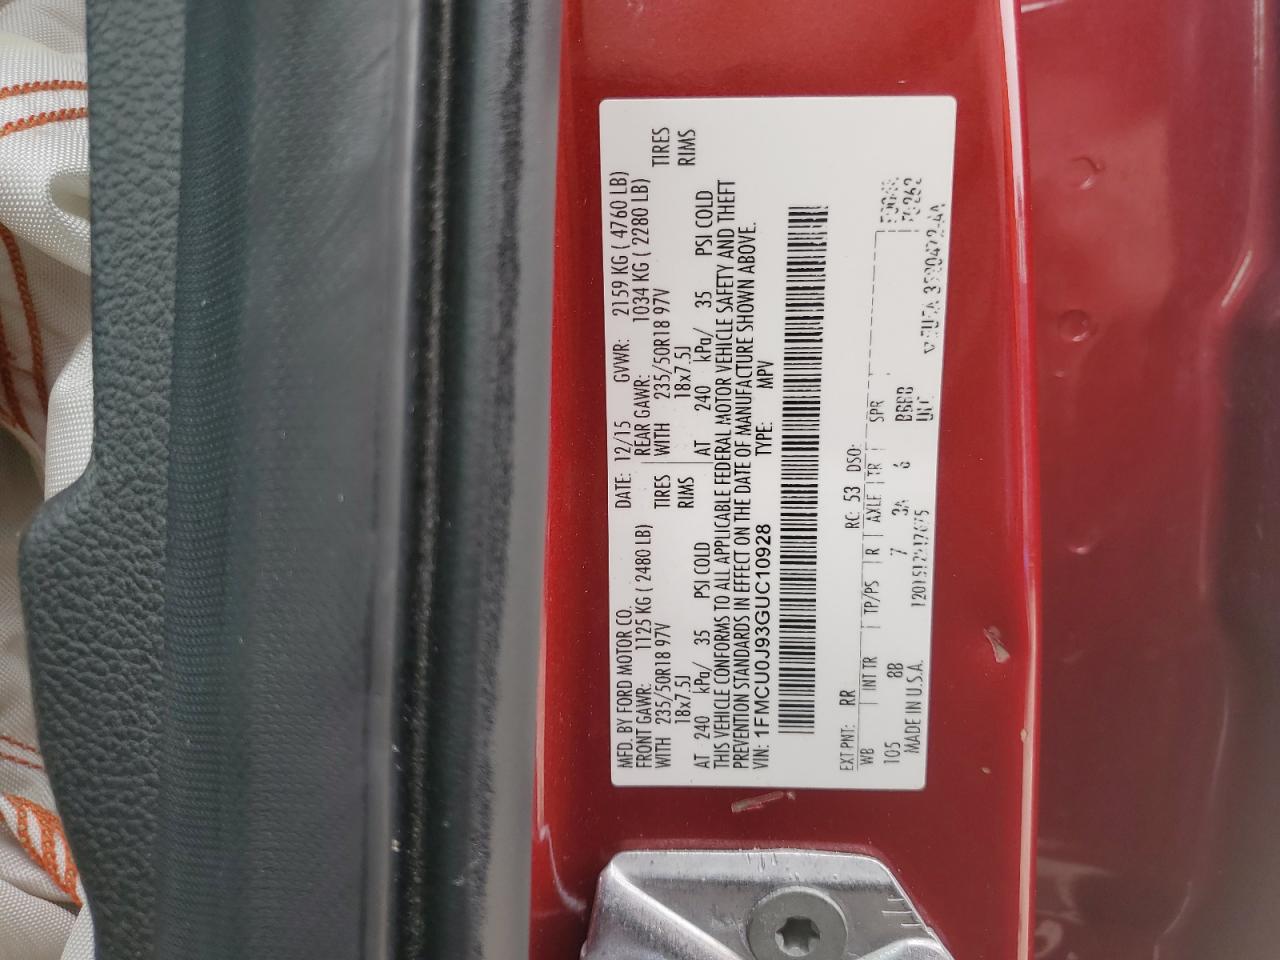 MFD. BY FORD MOTOR CO.
DATE: 12/15 GVWR: 2159 KG ( 4760 LB)
FRONT GAWR: 1125 KG ( 2480 LB) REAR GAWR: 1034 KG ( 2280 LB)
WITH 235/50R18 97V TIRES WITH 235/50R18 97V TIRES
18x7.5J RIMS 18x7.5J RIMS
AT 240 kPa/ 35 PSI COLD AT 240 kPa/ 35 PSI COLD
THIS VEHICLE CONFORMS TO ALL APPLICABLE FEDERAL MOTOR VEHICLE SAFETY AND THEFT
PREVENTION STANDARDS IN EFFECT ON THE DATE OF MANUFACTURE SHOWN ABOVE.
VIN: 1FMCU0J93GUC10928 TYPE: MPV
EXT PNT: RR RC: 53 DSO:
WB INT TR TP/PS R AXLE TR SPR
105 8B 7 3A 6
MADE IN U.S.A.